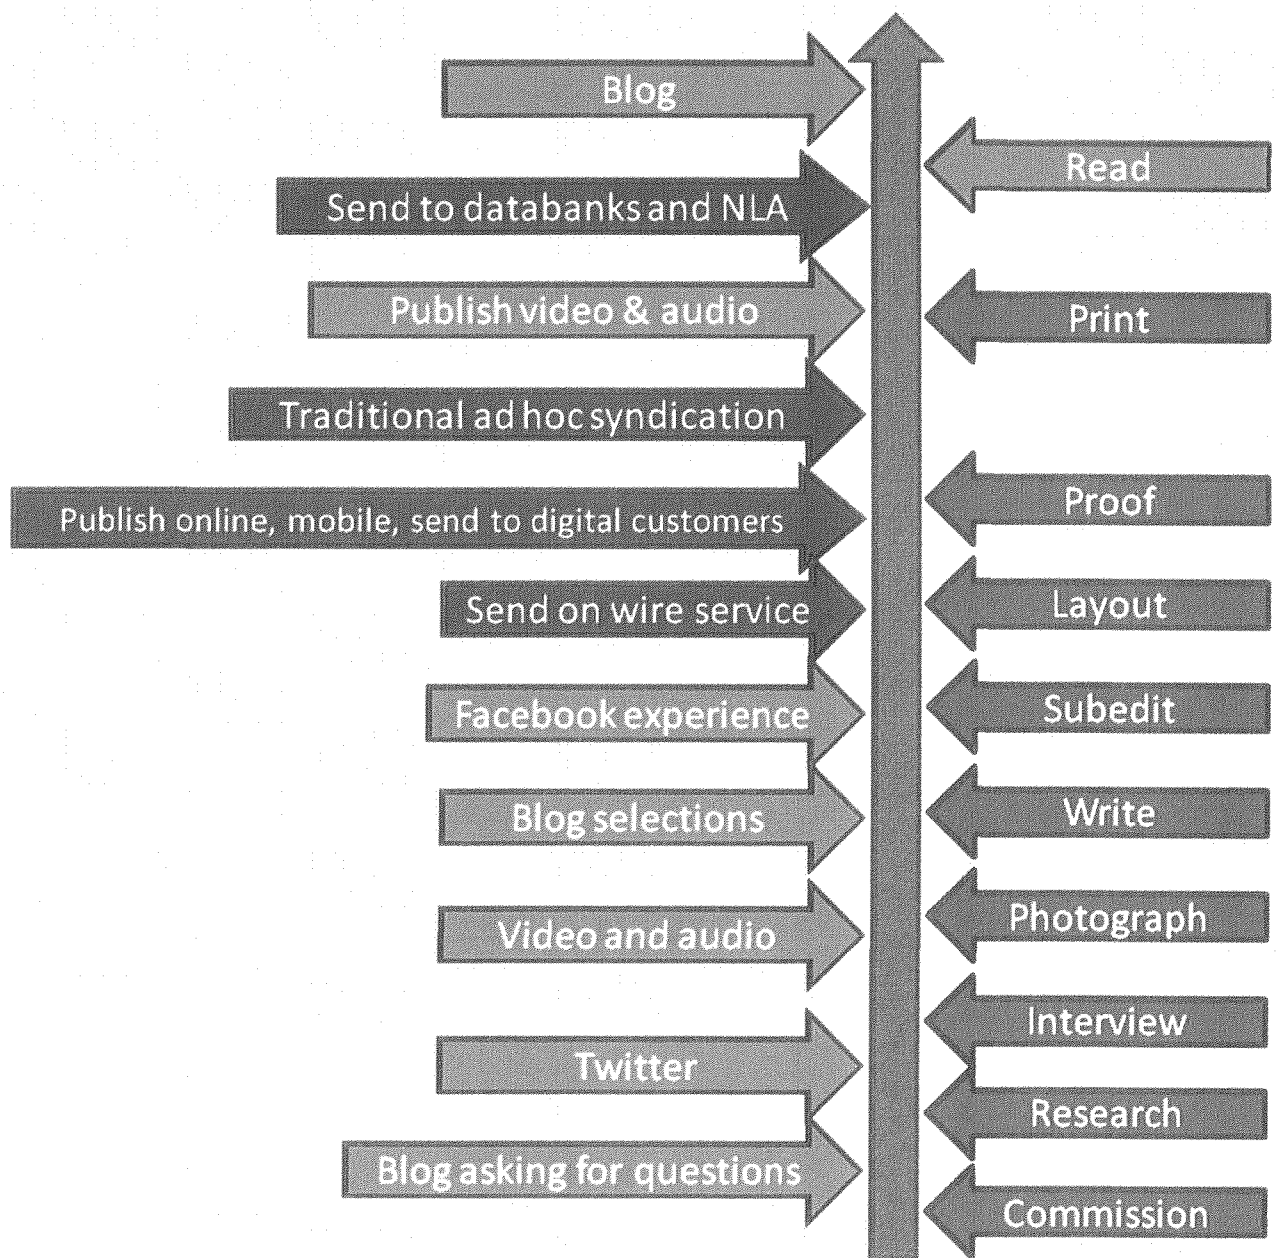 Blog
Read
Send to databanks and NLA
Publish video & audio
Print
Traditional ad hoc syndication
Proof
Publish online, mobile, send to digital customers
Layout
Send on wire service
Subedit
Facebook experience
Write
Blog selections
Photograph
Video and audio
Interview
Twitter
Research
Blog asking for questions
Commission